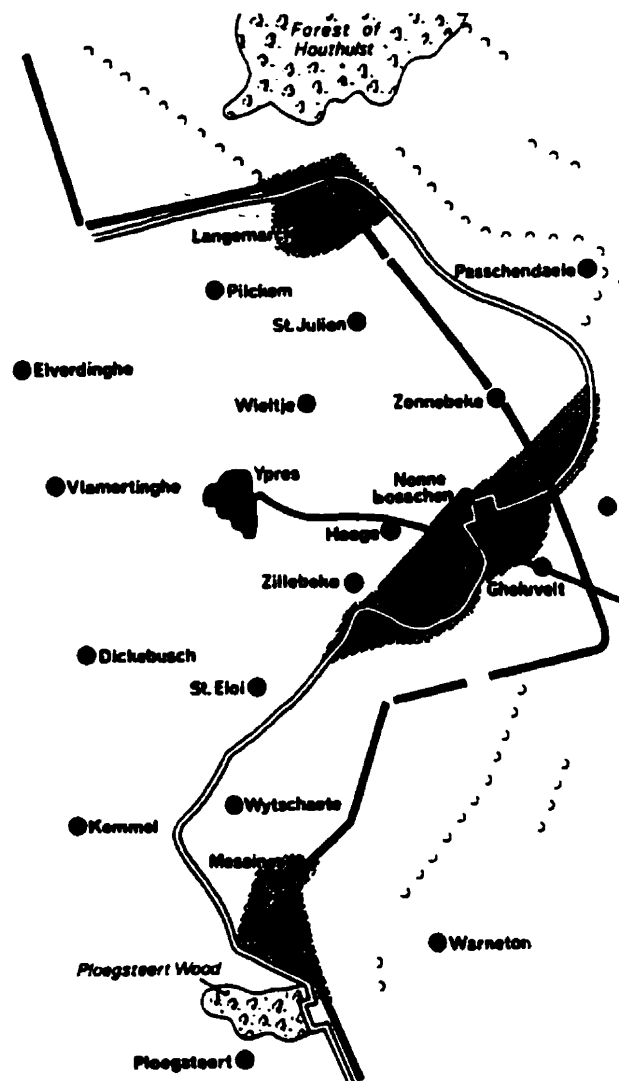 Forest of
Houthulst
Langemarck
Passchendaele
Pilckem
St. Julien
Elverdinghe
Wieltje
Zonnebeke
Ypres
Nonne
bosschen
Vlamertinghe
Hooge
Zillebeke
Gheluvelt
Dickebusch
St. Eloi
Wytschaete
Kemmel
Messines
Warneton
Ploegsteert Wood
Ploegsteert